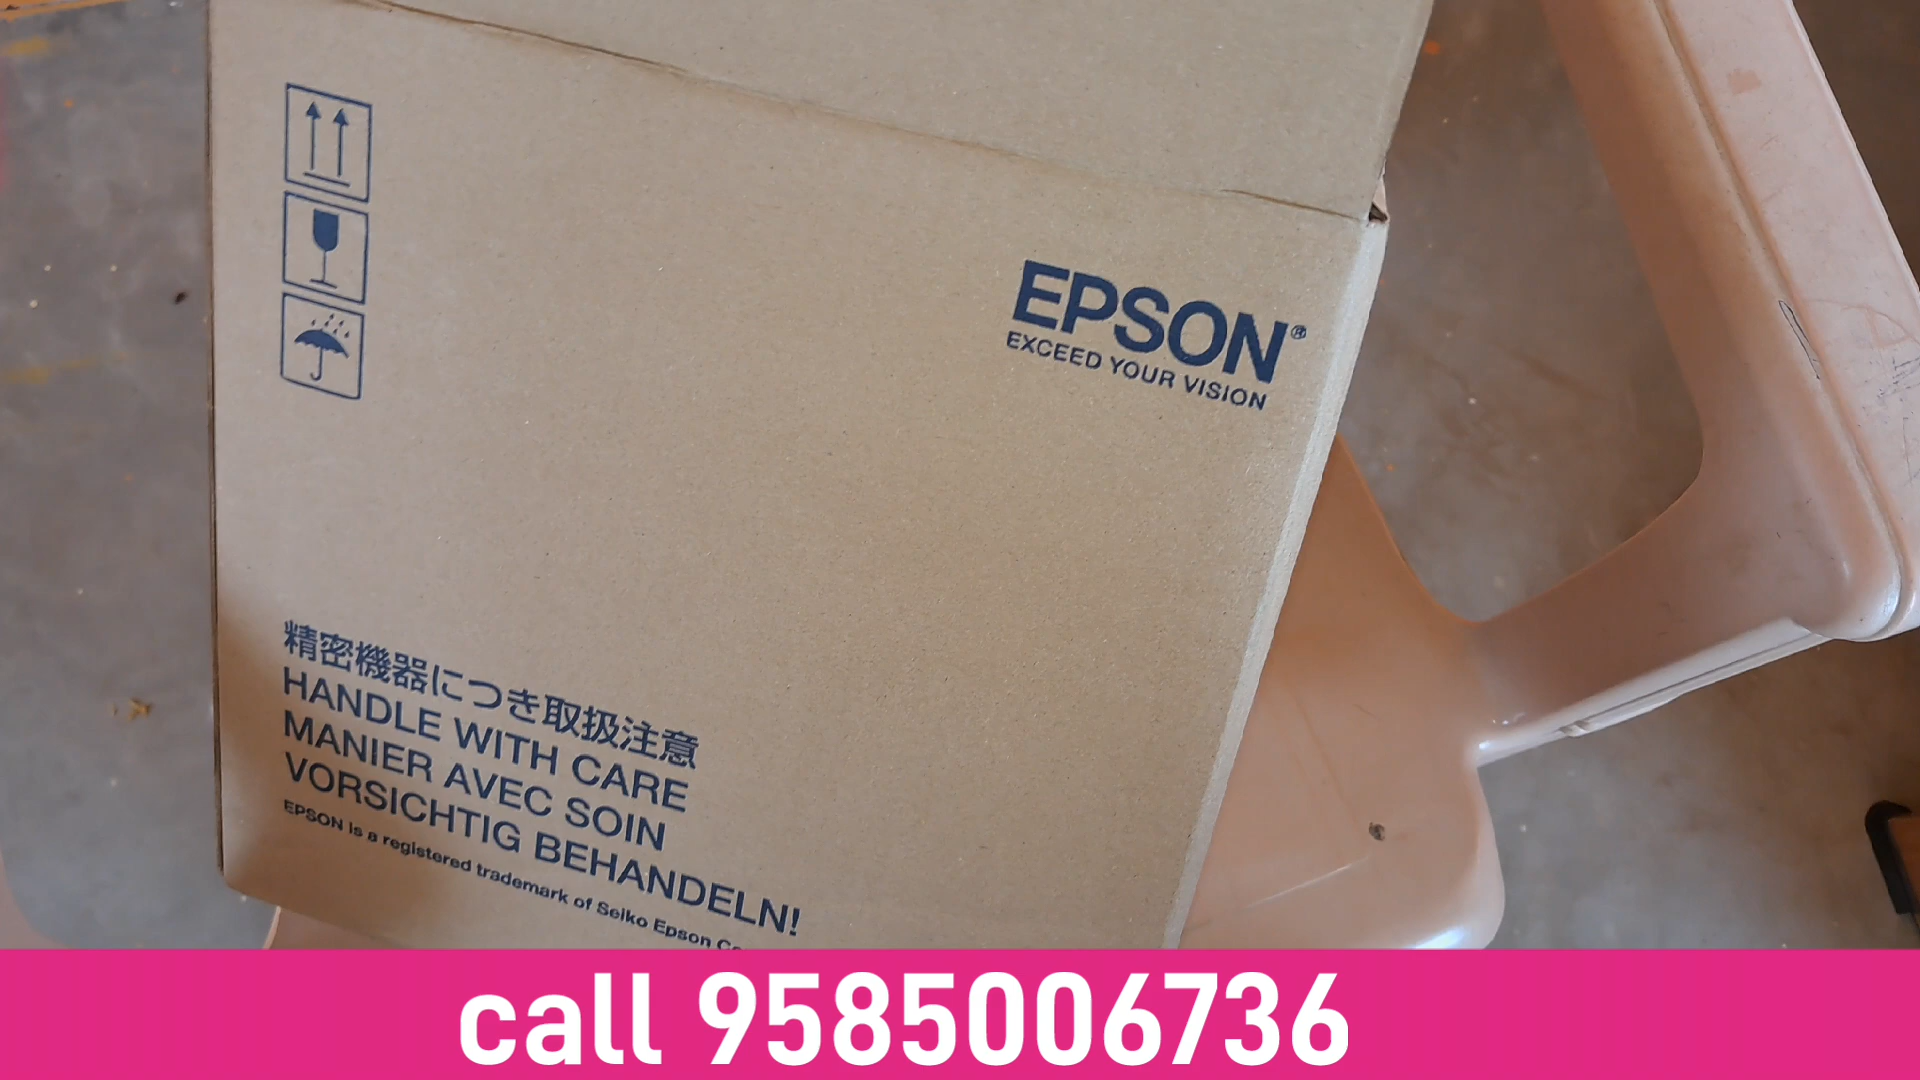 EPSON®
EXCEED YOUR VISION
精密機器につき取扱注意
HANDLE WITH CARE
MANIER AVEC SOIN
VORSICHTIG BEHANDELN!
EPSON is a registered trademark of Seiko Epson
call 9585006736